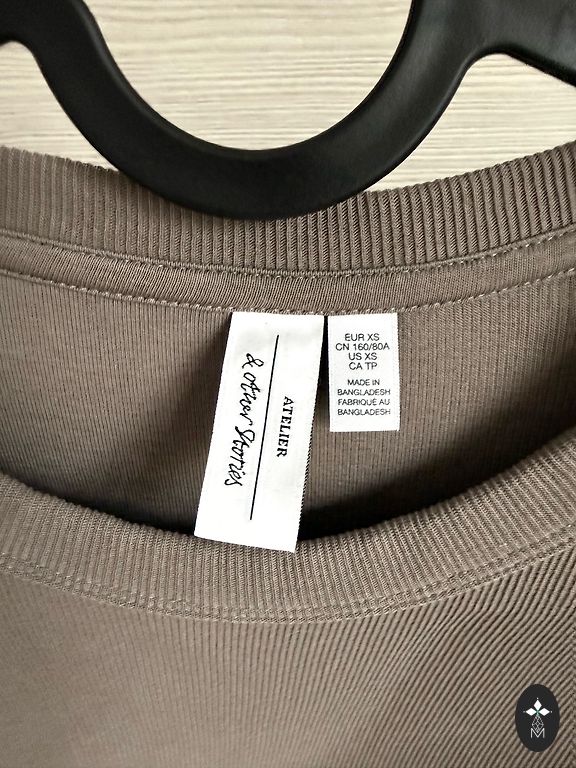 ATELIER
& other Stories
EUR XS
CN 160/80A
US XS
CA TP
MADE IN
BANGLADESH
FABRIQUÉ AU
BANGLADESH
M